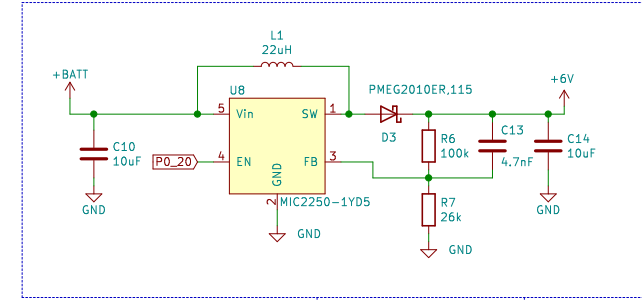 L1
22uH
+BATT
U8
PMEG2010ER,115
+6V
5
Vin
SW
1
D3
C10
10uF
P0_20
4
EN
GND
FB
3
R6
100k
C13
4.7nF
C14
10uF
GND
2
MIC2250-1YD5
R7
26k
GND
GND
GND